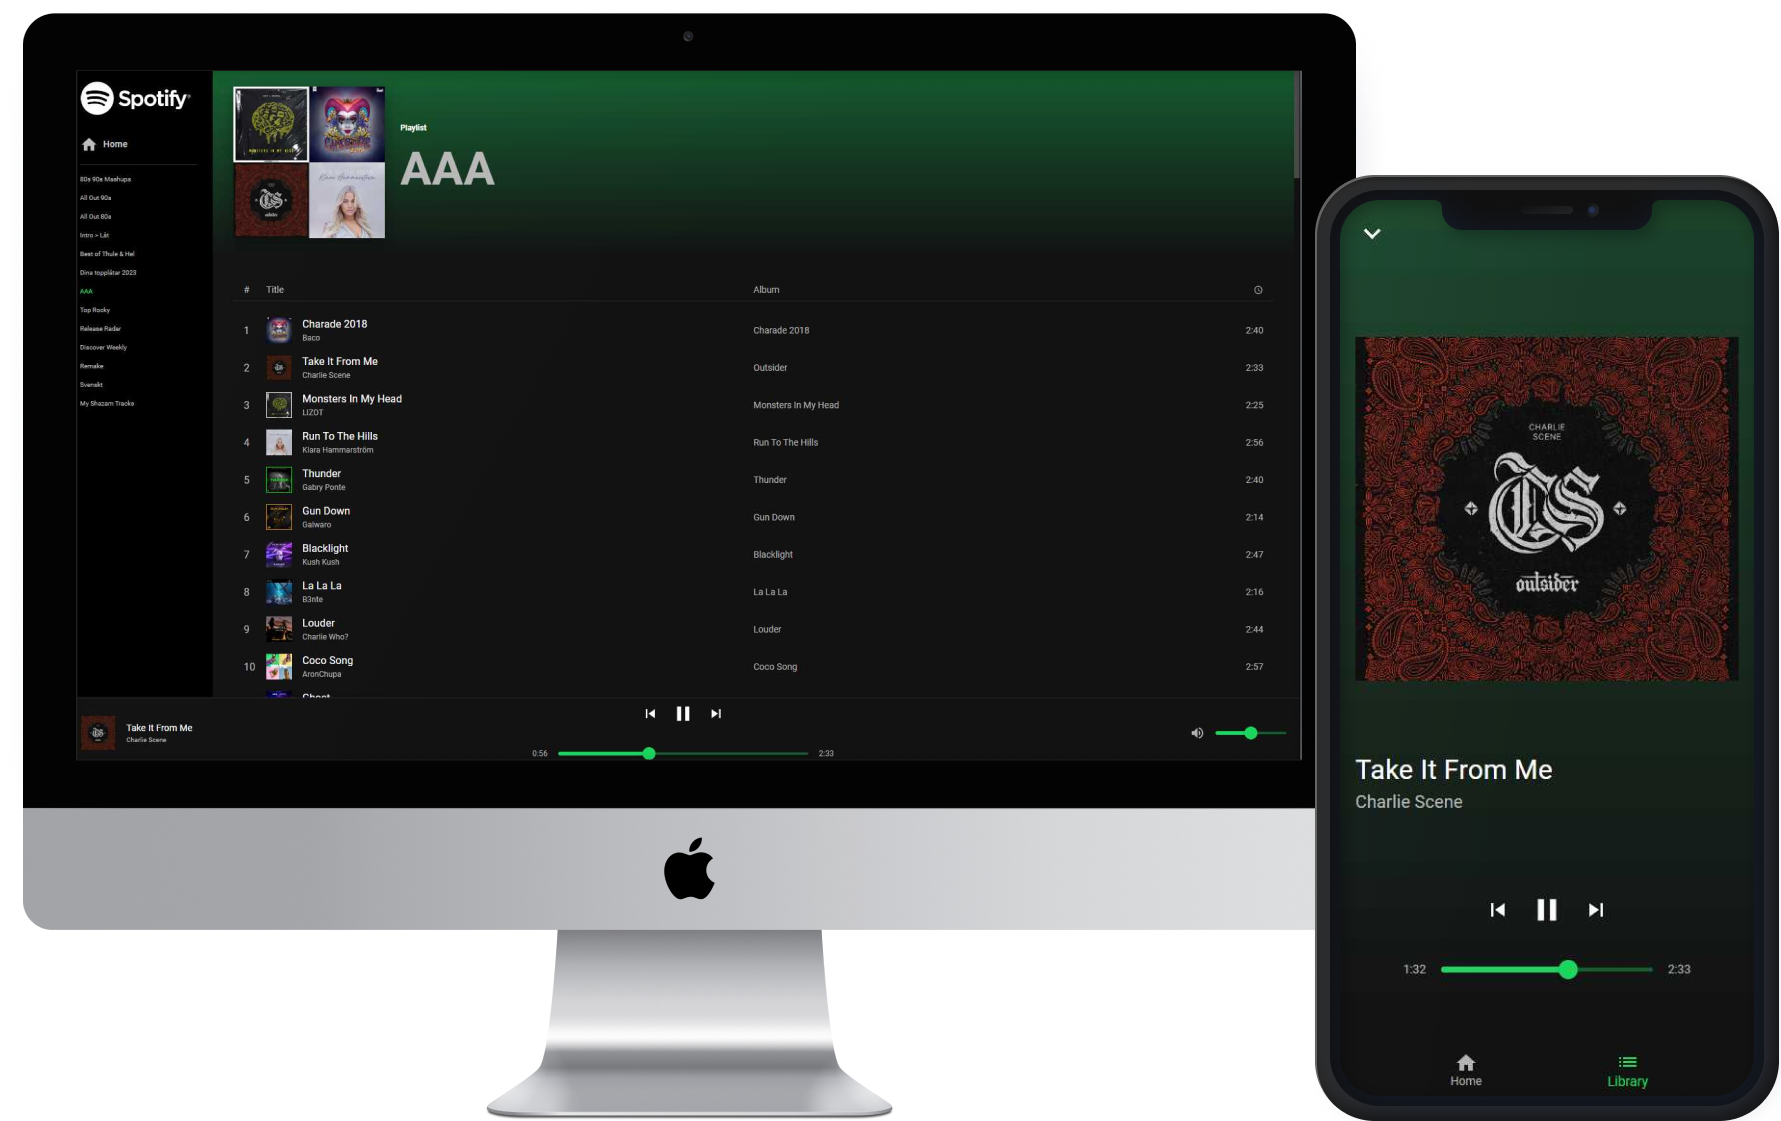 Spotify
Home
80s 90s Mashups
All Out 90s
All Out 80s
Intro > Låt
Best of Thule & Hel
Dina topplåtar 2023
AAA
Top Rocky
Release Radar
Discover Weekly
Remake
Svenskt
My Shazam Tracks
MONSTERS IN MY HEAD
Playlist
AAA
# Title Album
1 Charade 2018 Charade 2018 2:40
Baco
2 Take It From Me Outsider 2:33
Charlie Scene
3 Monsters In My Head Monsters In My Head 2:25
LIZOT
4 Run To The Hills Run To The Hills 2:56
Klara Hammarström
5 Thunder Thunder 2:40
Gabry Ponte
6 Gun Down Gun Down 2:14
Galwaro
7 Blacklight Blacklight 2:47
Kush Kush
8 La La La La La La 2:16
B3nte
9 Louder Louder 2:44
Charlie Who?
10 Coco Song Coco Song 2:57
AronChupa
Take It From Me
Charlie Scene
0:56 2:33
CHARLIE
SCENE
CS
outsider
Take It From Me
Charlie Scene
1:32 2:33
Home Library